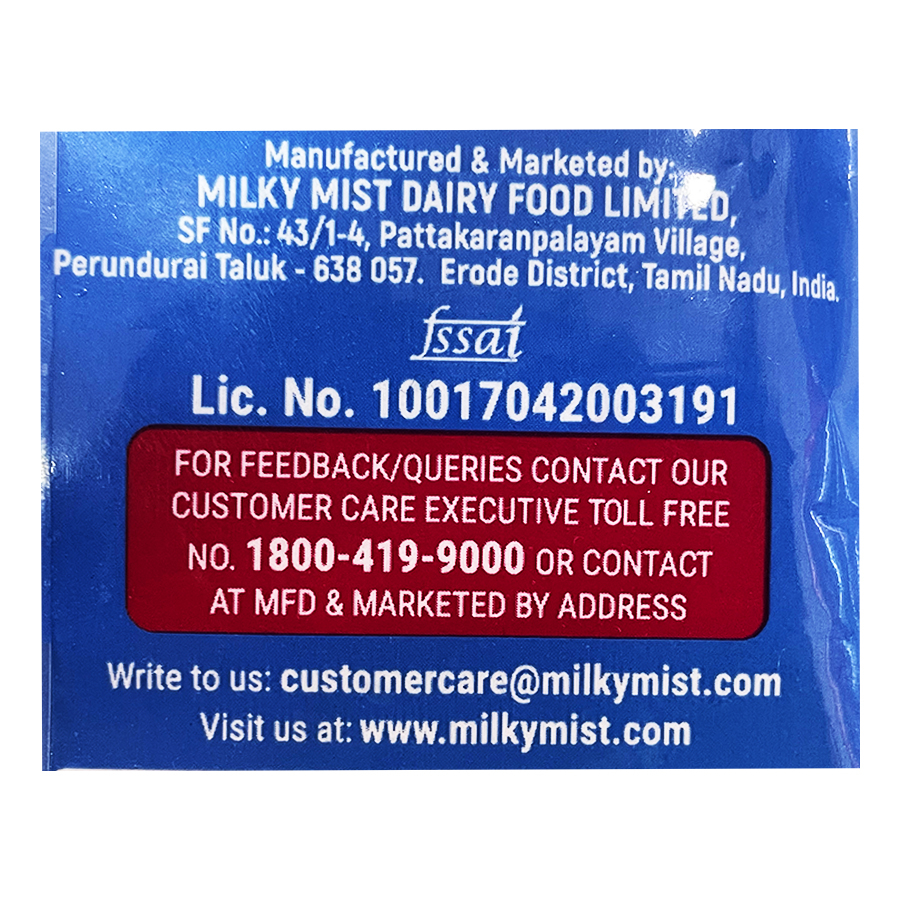 Manufactured & Marketed by:
MILKY MIST DAIRY FOOD LIMITED,
SF No.: 43/1-4, Pattakaranpalayam Village,
Perundurai Taluk - 638 057. Erode District, Tamil Nadu, India.
fssai
Lic. No. 10017042003191
FOR FEEDBACK/QUERIES CONTACT OUR
CUSTOMER CARE EXECUTIVE TOLL FREE
NO. 1800-419-9000 OR CONTACT
AT MFD & MARKETED BY ADDRESS
Write to us: customercare@milkymist.com
Visit us at: www.milkymist.com